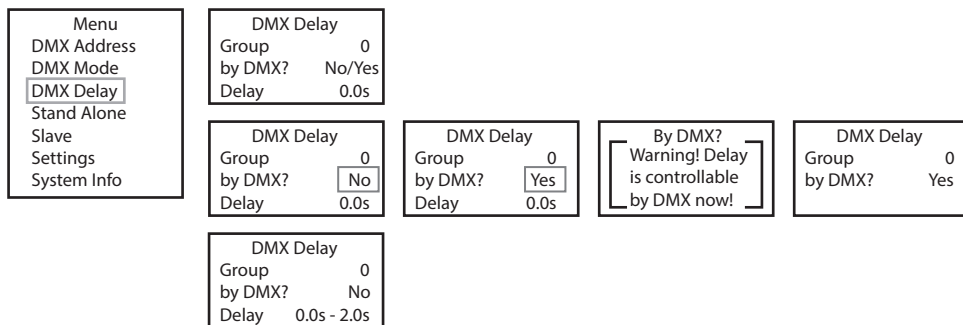 Menu
DMX Address
DMX Mode
DMX Delay
Stand Alone
Slave
Settings
System Info
DMX Delay
Group 0
by DMX? No/Yes
Delay 0.0s
DMX Delay
Group 0
by DMX? No
Delay 0.0s
DMX Delay
Group 0
by DMX? Yes
Delay 0.0s
By DMX?
Warning! Delay
is controllable
by DMX now!
DMX Delay
Group 0
by DMX? Yes
DMX Delay
Group 0
by DMX? No
Delay 0.0s - 2.0s